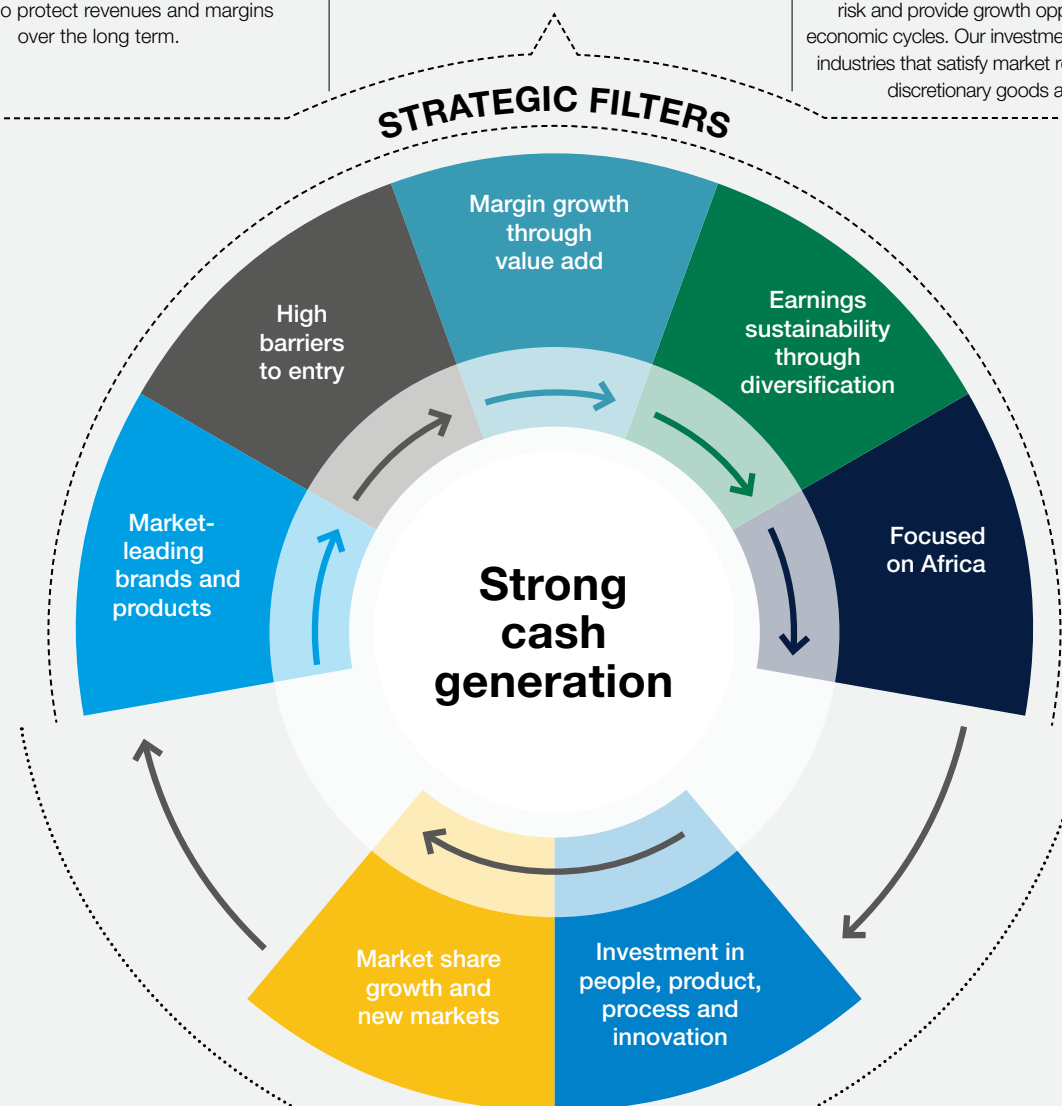 o protect revenues and margins
over the long term.
risk and provide growth
economic cycles. Our
industries that satisfy market
discretionary goods
STRATEGIC FILTERS
Margin growth
through
value add
High
barriers
to entry
Earnings
sustainability
through
diversification
Market-
leading
brands and
products
Focused
on Africa
Strong
cash
generation
Market share
growth and
new markets
Investment in
people, product,
process and
innovation